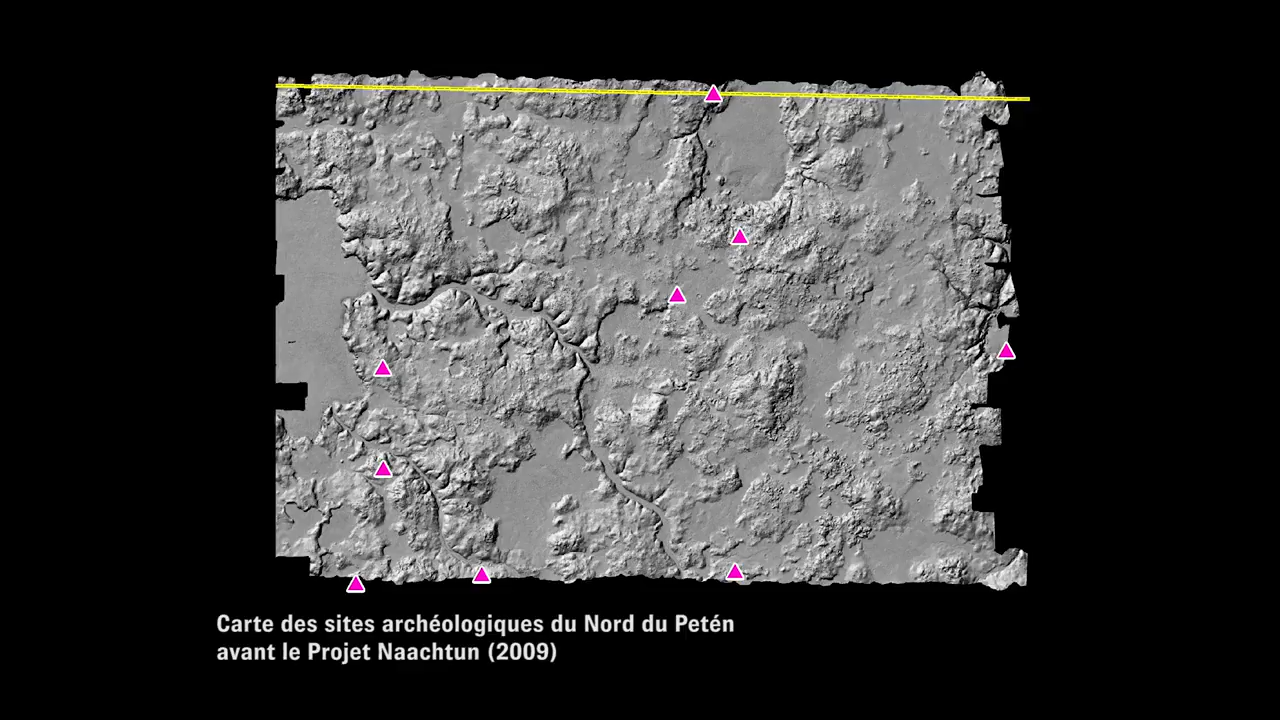 Carte des sites archéologiques du Nord du Petén
avant le Projet Naachtun (2009)